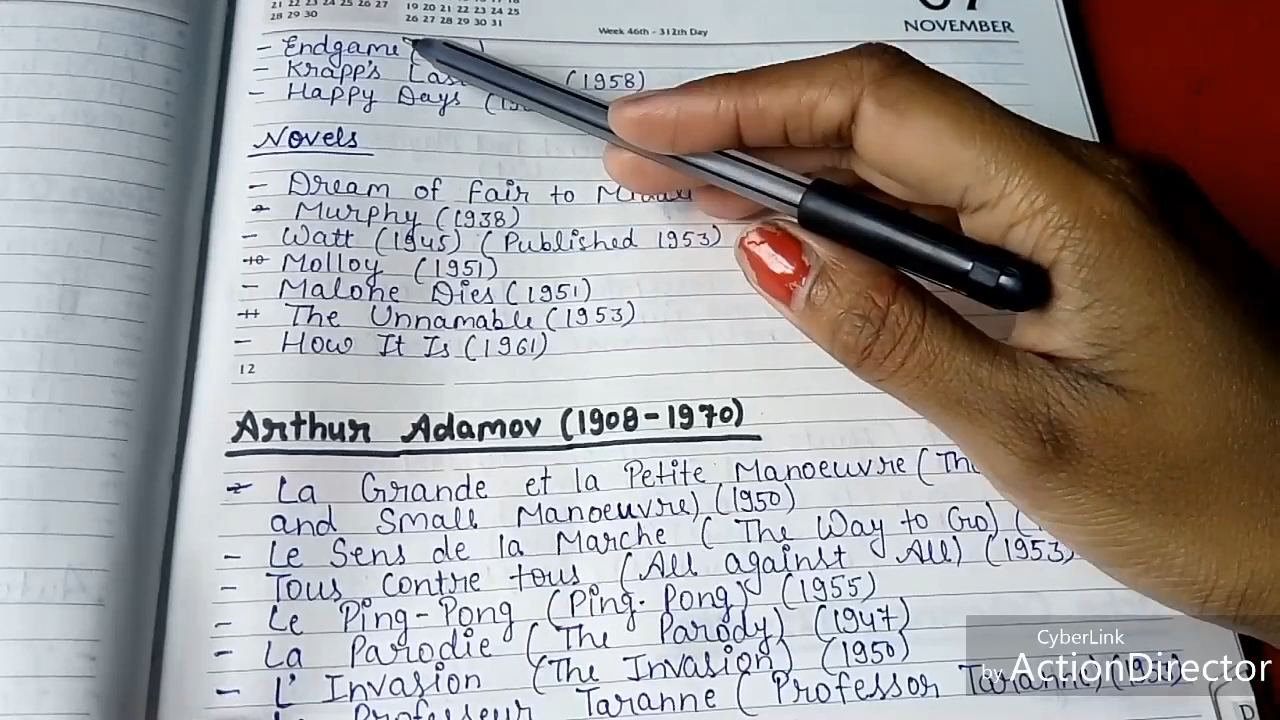 21 22 23 24 25 26 27
28 29 30
19 20 21 22 23 24 25
26 27 28 29 30 31
Week 46th - 312th Day
07
NOVEMBER
- Endgame (
- Krapp's (1958)
- Happy Days
Novels
- Dream of Fair to
- Murphy (1938)
- Watt (1945) (Published 1953)
- Molloy (1951)
- Malone Dies (1951)
- The Unnamable (1953)
- How It Is (1961)
12
Arthur Adamov (1908-1970)
- La Grande et la Petite Manoeuvre (The
and Small Manoeuvre) (1950)
- Le Sens de la Marche (The Way to Go) (
- Tous contre tous (All against All) (1953)
- Le Ping-Pong (Ping-Pong) (1955)
- La Parodie (The Parody) (1947)
- L'Invasion (The Invasion) (1950)
Professeur Taranne (Professor Taranne)
D
CyberLink
by ActionDirector